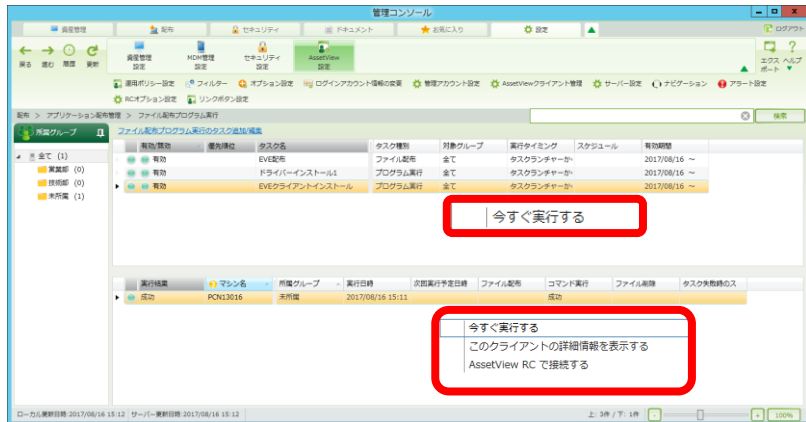 管理コンソール
資産管理 配布 セキュリティ ドキュメント お気に入り 設定 ログアウト
戻る 進む 履歴 更新
資産管理設定 MDM管理設定 セキュリティ設定 AssetView設定
エクスポート ヘルプ
運用ポリシー設定 フィルター オプション設定 ログインアカウント情報の変更 管理アカウント設定 AssetViewクライアント管理 サーバー設定 ナビゲーション アラート設定
RCオプション設定 リンクボタン設定
配布 > アプリケーション配布管理 > ファイル配布プログラム実行 検索
所属グループ ファイル配布プログラム実行のタスク追加/編集
有効/無効 優先順位 タスク名 タスク種別 対象グループ 実行タイミング スケジュール 有効期間
全て (1)
営業部 (0)
技術部 (0)
未所属 (1)
有効 EVE配布 ファイル配布 全て タスクランチャーか 2017/08/16 ～
有効 ドライバーインストール1 プログラム実行 全て タスクランチャーか 2017/08/16 ～
有効 EVEクライアントインストール プログラム実行 全て タスクランチャーか 2017/08/16 ～
今すぐ実行する
実行結果 マシン名 所属グループ 実行日時 次回実行予定日時 ファイル配布 コマンド実行 ファイル削除 タスク失敗時のス
成功 PCN13016 未所属 2017/08/16 15:11 成功
今すぐ実行する
このクライアントの詳細情報を表示する
AssetView RC で接続する
ローカル更新日時:2017/08/16 15:12 サーバー更新日時:2017/08/16 15:12 上: 3件 / 下: 1件 - + 100%